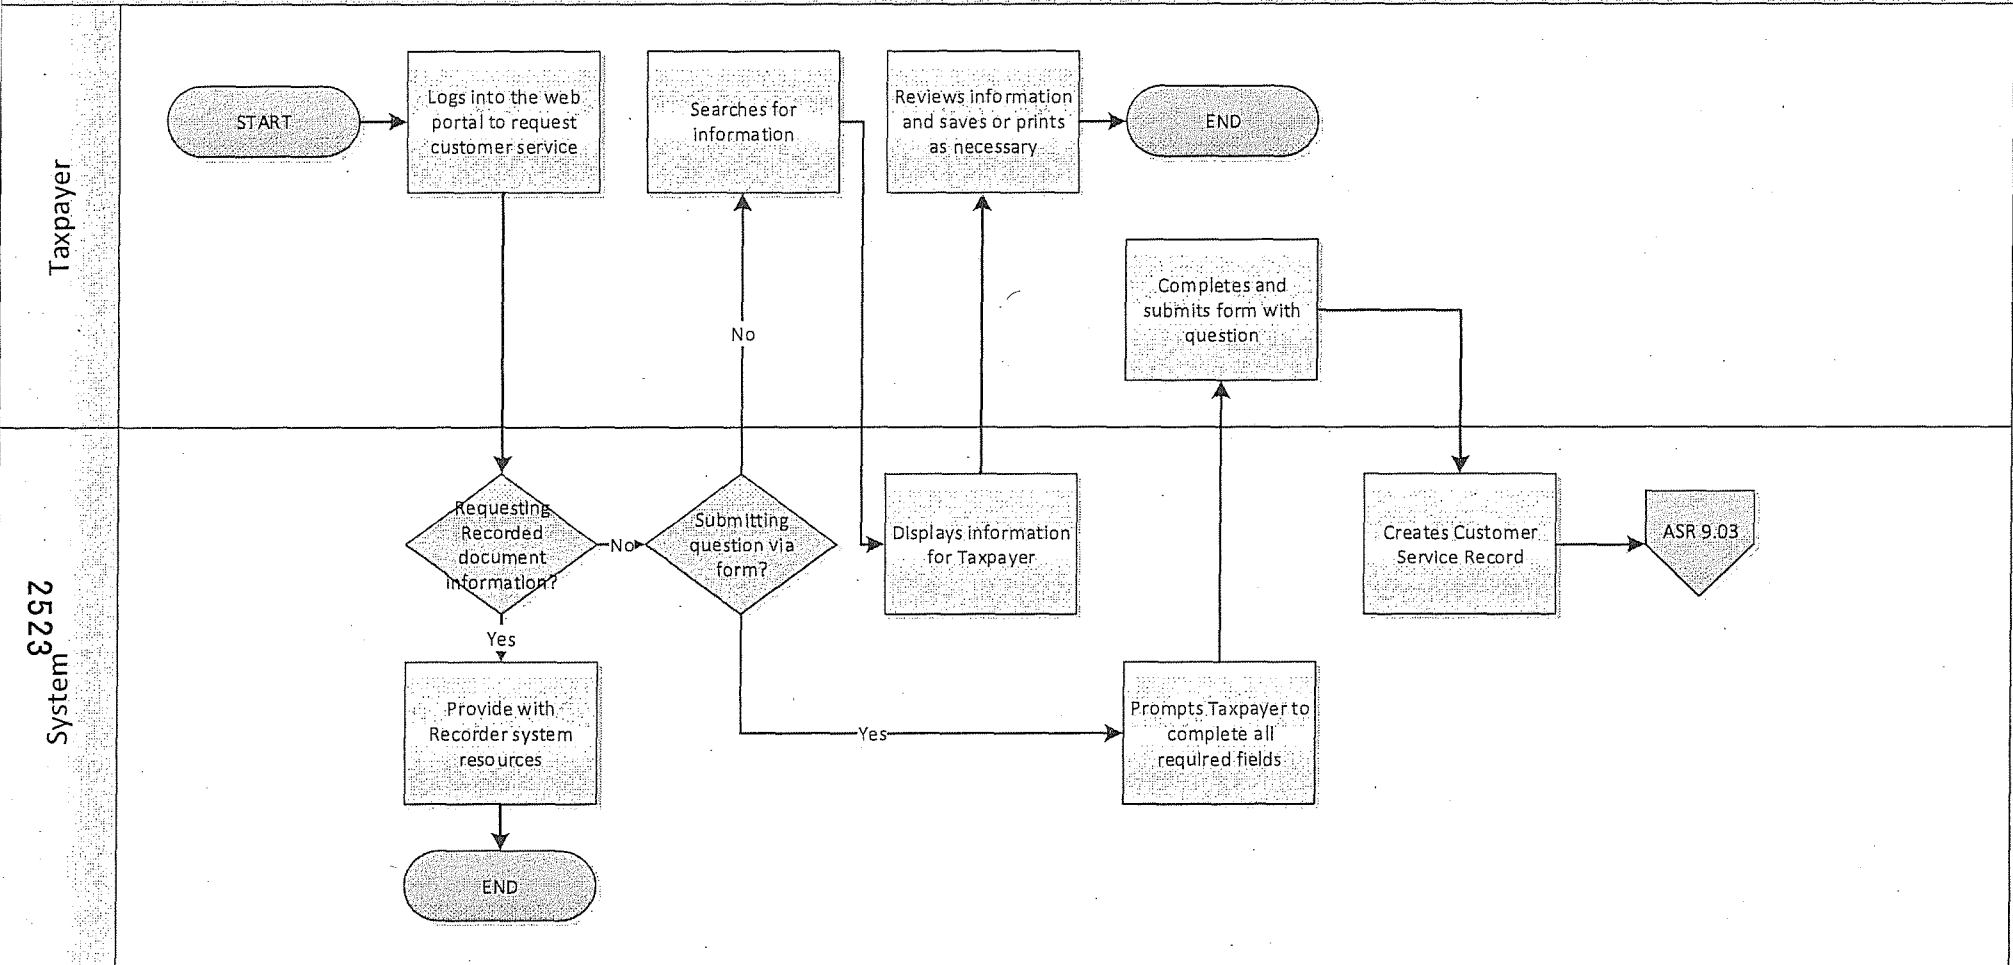 Taxpayer
START
Logs into the web
portal to request
customer service
Searches for
information
Reviews information
and saves or prints
as necessary
END
Completes and
submits form with
question
No
System
2523
Requesting
Recorded
document
information?
No
Submitting
question via
form?
Displays information
for Taxpayer
Creates Customer
Service Record
ASR 9.03
Yes
Provide with
Recorder system
resources
Yes
Prompts Taxpayer to
complete all
required fields
END